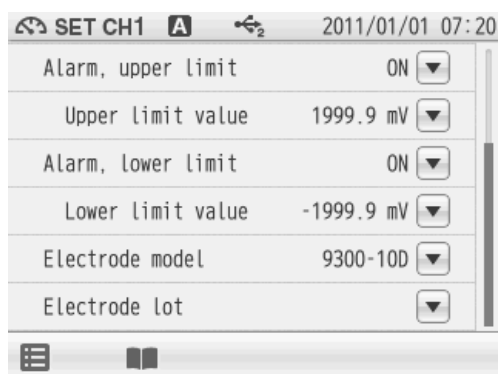 SET CH1 A 2 2011/01/01 07:20
Alarm, upper limit ON
Upper limit value 1999.9 mV
Alarm, lower limit ON
Lower limit value -1999.9 mV
Electrode model 9300-10D
Electrode lot